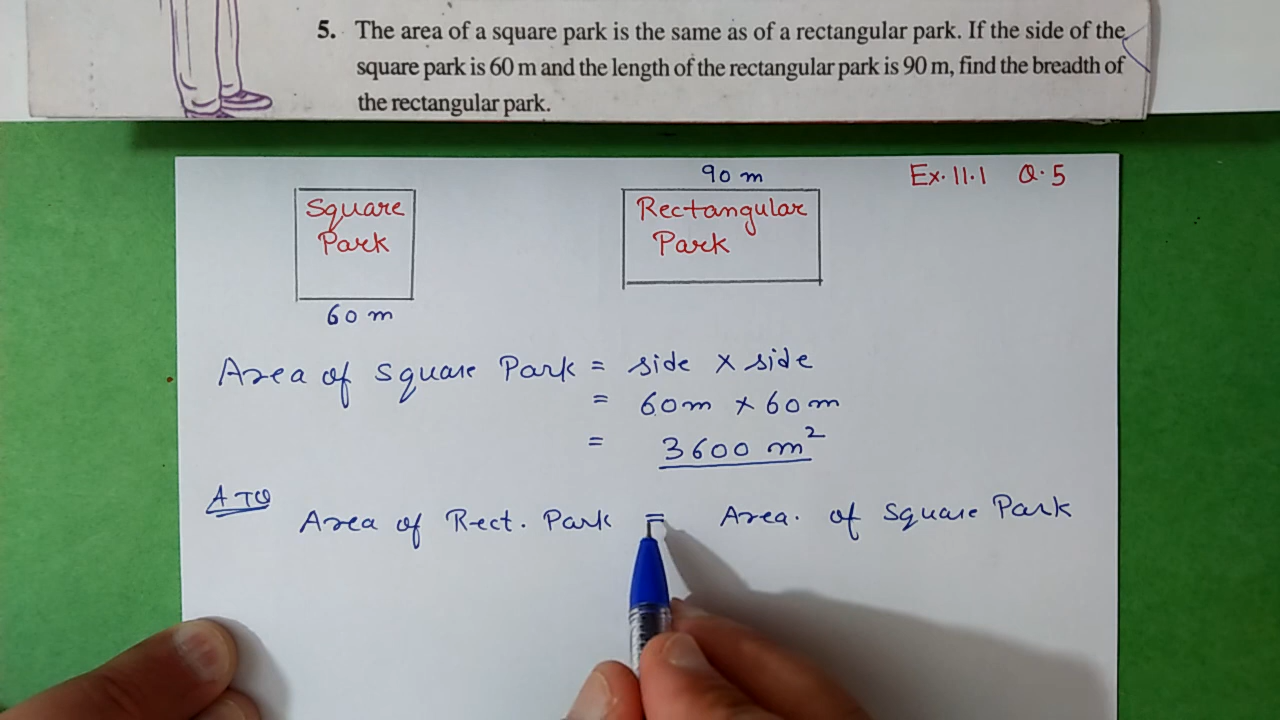 5. The area of a square park is the same as of a rectangular park. If the side of the
square park is 60 m and the length of the rectangular park is 90 m, find the breadth of
the rectangular park.
90 m
Ex. 11.1 Q.5
Square
Park
Rectangular
Park
60 m
Area of square Park = side × side
= 60m × 60m
= 3600 m²
ATQ
Area of Rect. Park = Area. of Square Park